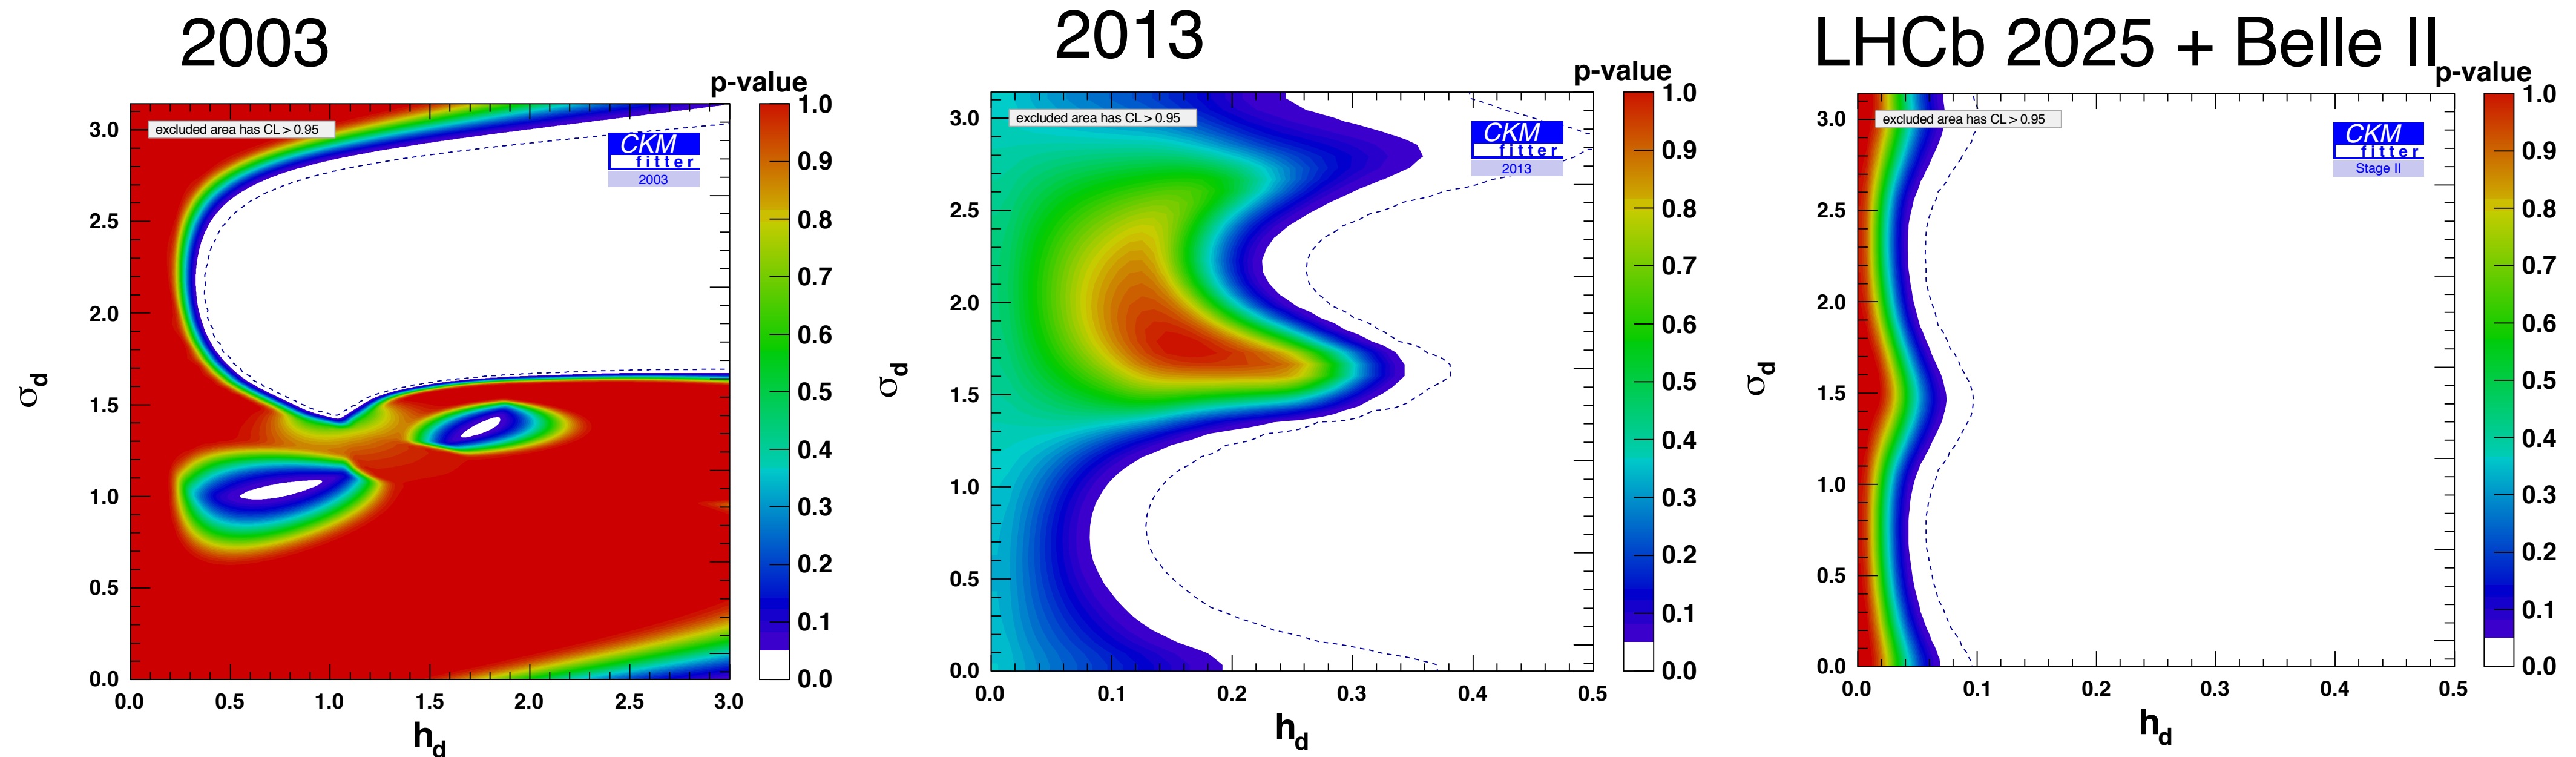 2003
p-value
excluded area has CL > 0.95
CKM
fitter
2003
σd
3.0
2.5
2.0
1.5
1.0
0.5
0.0
0.0 0.5 1.0 1.5 2.0 2.5 3.0
hd
1.0
0.9
0.8
0.7
0.6
0.5
0.4
0.3
0.2
0.1
0.0
2013
p-value
excluded area has CL > 0.95
CKM
fitter
2013
σd
3.0
2.5
2.0
1.5
1.0
0.5
0.0
0.0 0.1 0.2 0.3 0.4 0.5
hd
1.0
0.9
0.8
0.7
0.6
0.5
0.4
0.3
0.2
0.1
0.0
LHCb 2025 + Belle II
p-value
excluded area has CL > 0.95
CKM
fitter
Stage II
σd
3.0
2.5
2.0
1.5
1.0
0.5
0.0
0.0 0.1 0.2 0.3 0.4 0.5
hd
1.0
0.9
0.8
0.7
0.6
0.5
0.4
0.3
0.2
0.1
0.0